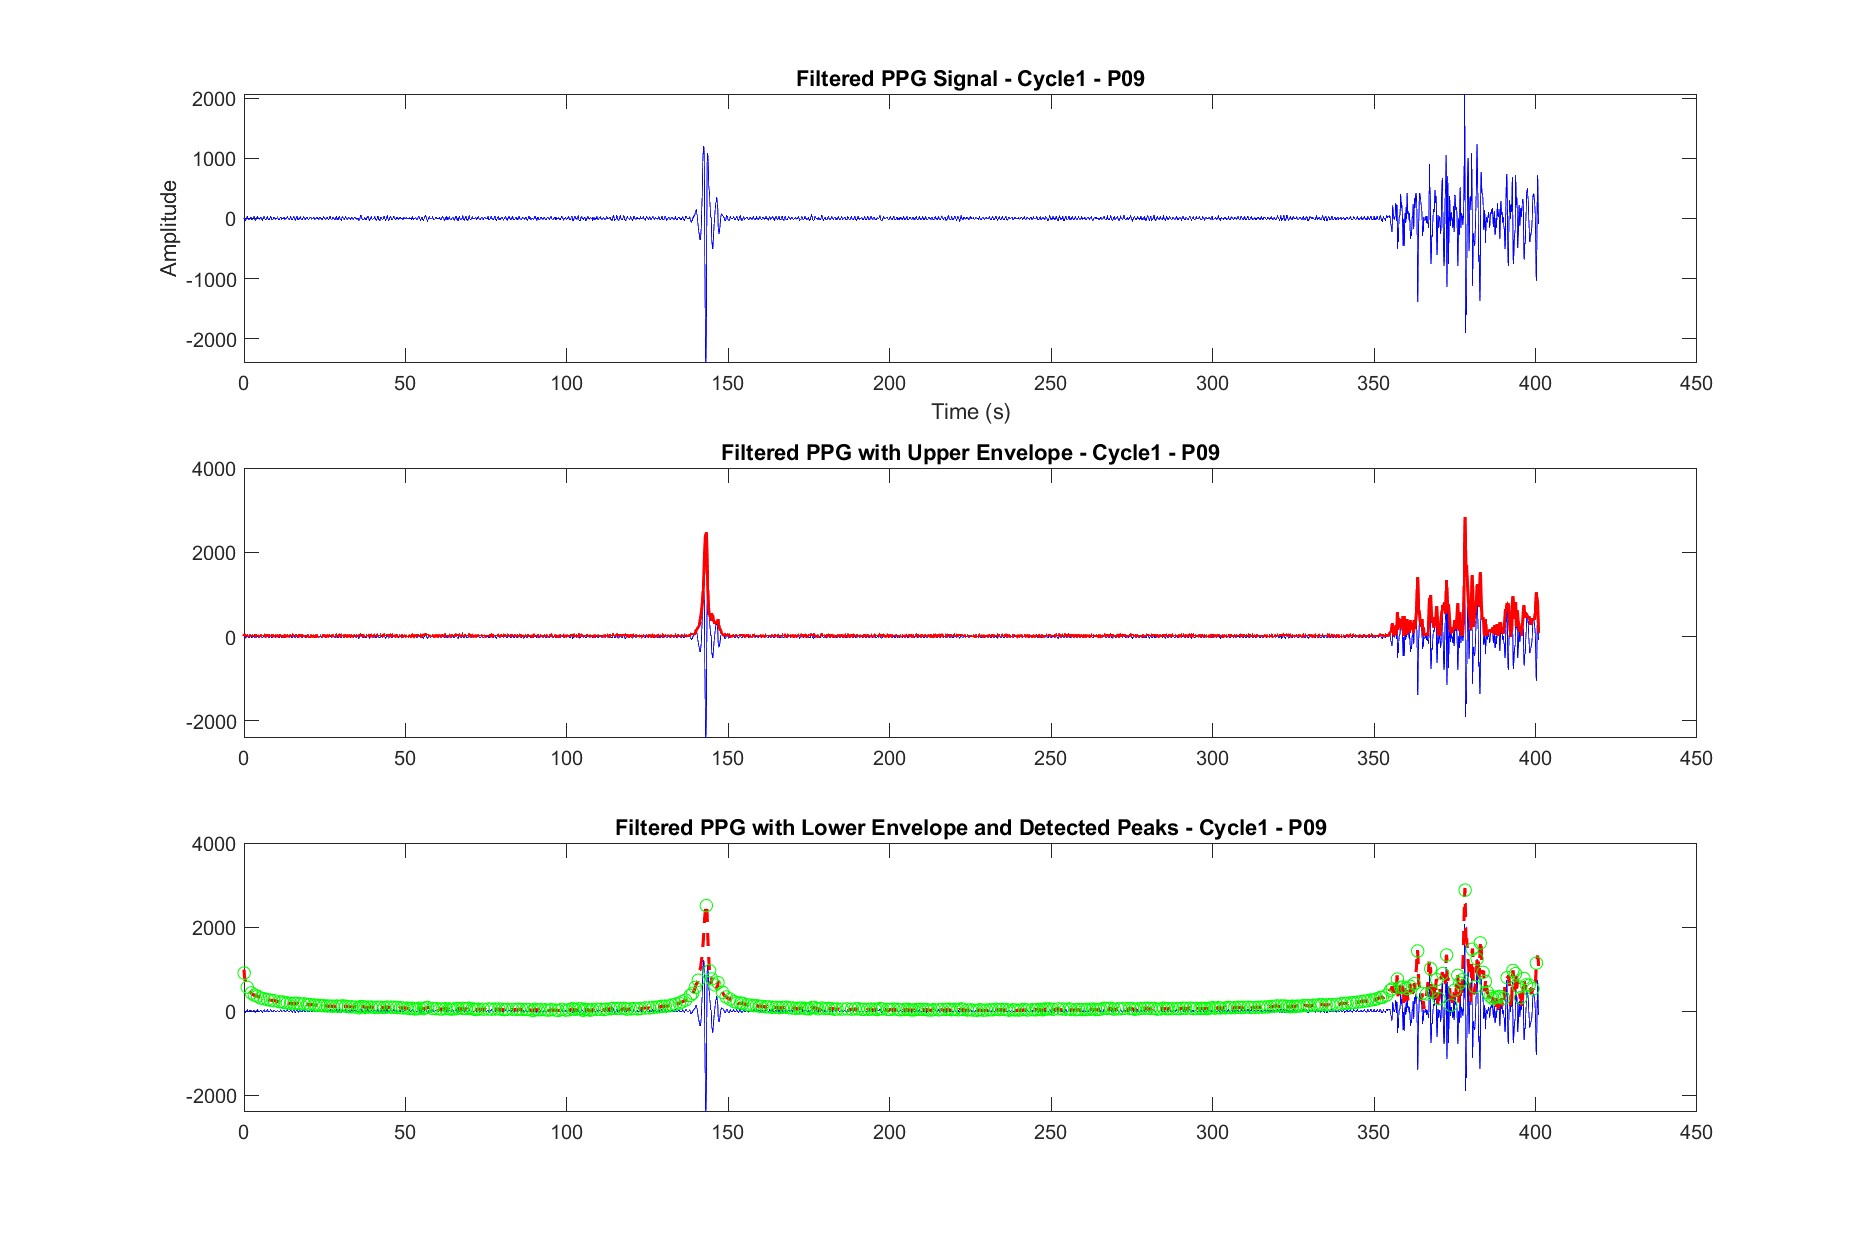 Filtered PPG Signal - Cycle1 - P09
2000
1000
0
-1000
-2000
Amplitude
0 50 100 150 200 250 300 350 400 450
Time (s)
Filtered PPG with Upper Envelope - Cycle1 - P09
4000
2000
0
-2000
0 50 100 150 200 250 300 350 400 450
Filtered PPG with Lower Envelope and Detected Peaks - Cycle1 - P09
4000
2000
0
-2000
0 50 100 150 200 250 300 350 400 450